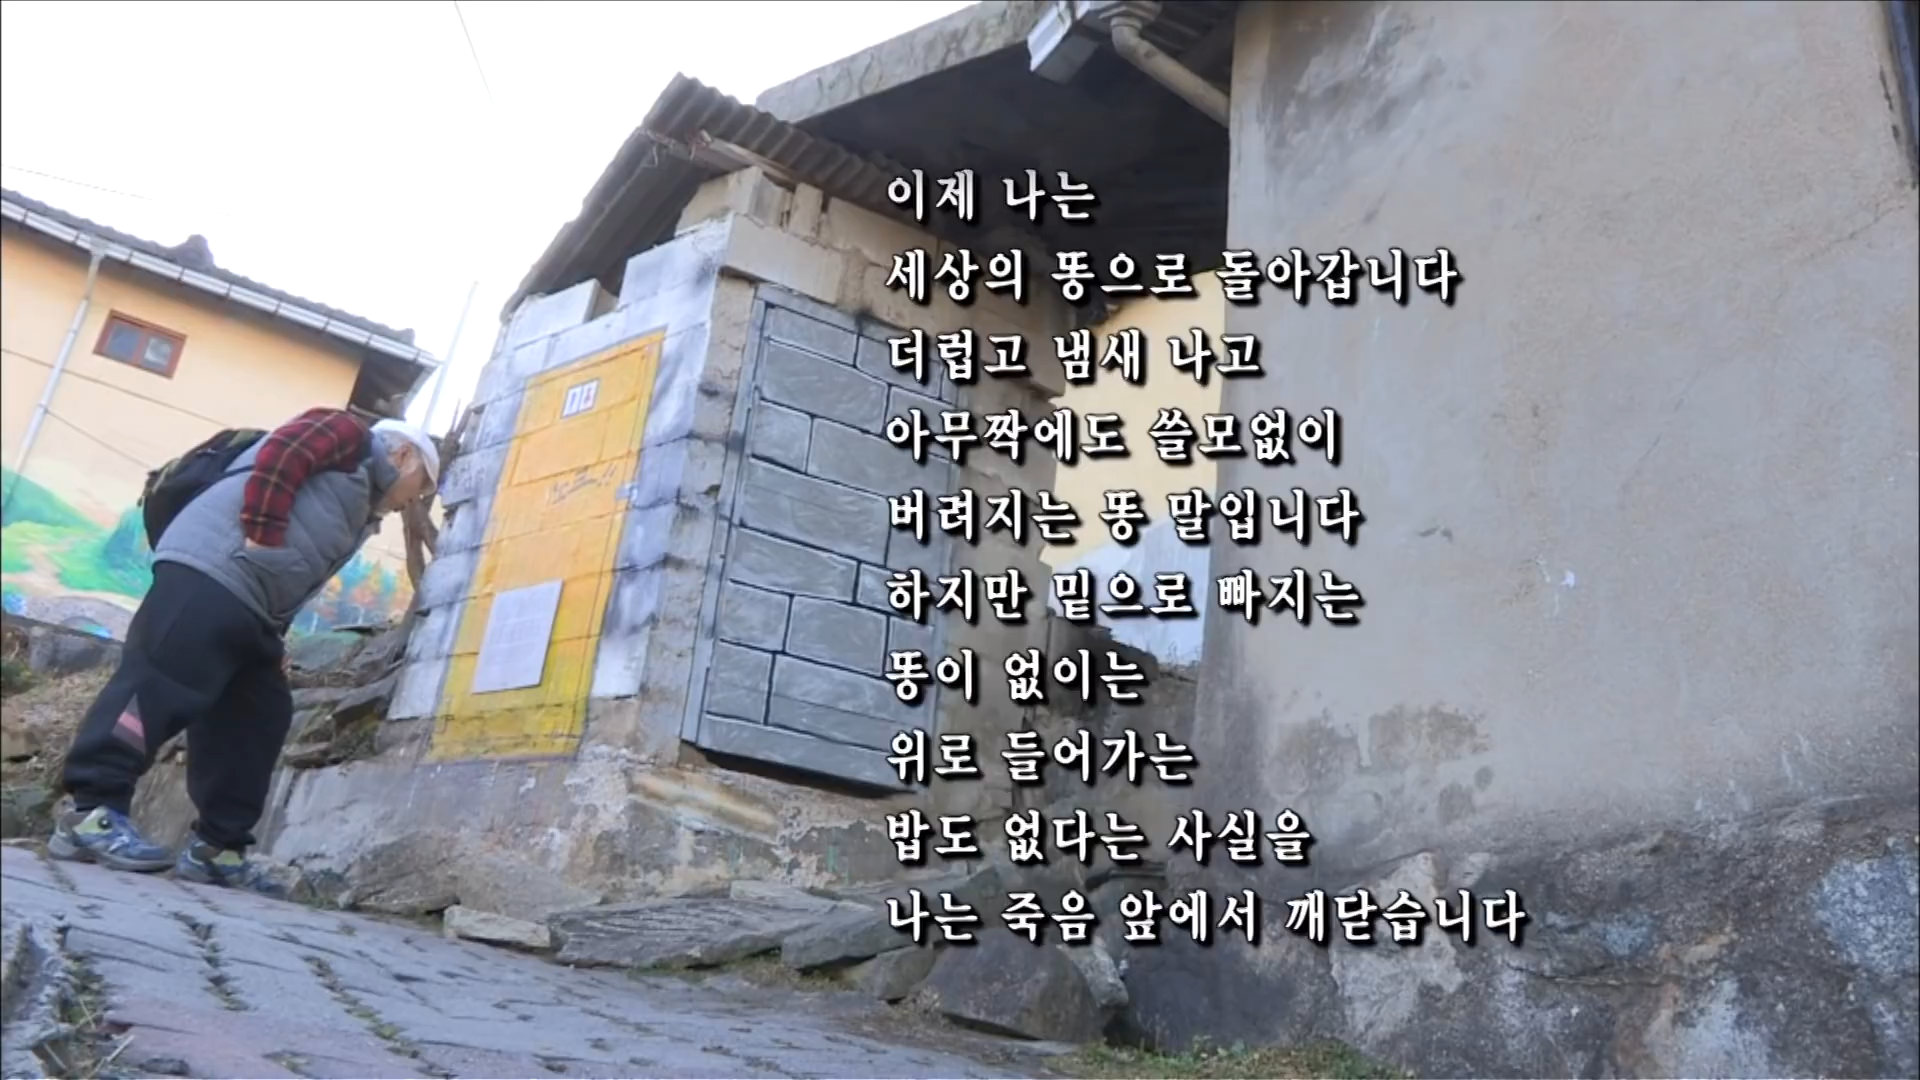 이제 나는
세상의 똥으로 돌아갑니다
더럽고 냄새 나고
아무짝에도 쓸모없이
버려지는 똥 말입니다
하지만 밑으로 빠지는
똥이 없이는
위로 들어가는
밥도 없다는 사실을
나는 죽음 앞에서 깨닫습니다